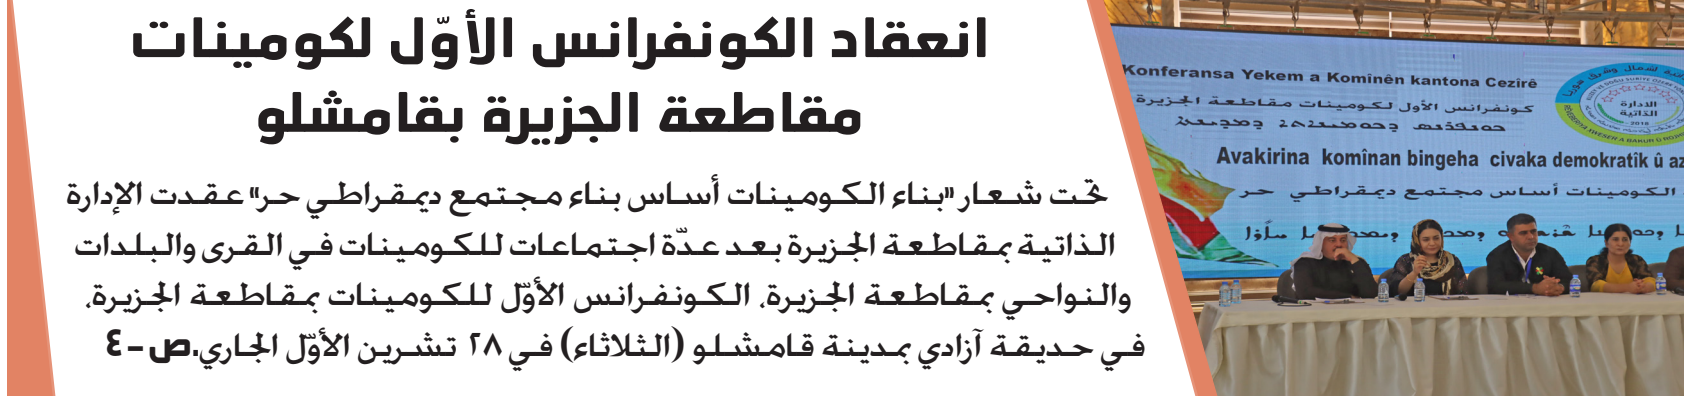 انعقاد الكونفرانس الأوّل لكومينات
مقاطعة الجزيرة بقامشلو
تحت شعار "بناء الكومينات أساس بناء مجتمع ديمقراطي حر" عقدت الإدارة
الذاتية بمقاطعة الجزيرة بعد عدّة اجتماعات للكومينات في القرى والبلدات
والنواحي بمقاطعة الجزيرة، الكونفرانس الأوّل للكومينات بمقاطعة الجزيرة،
في حديقة آزادي بمدينة قامشلو (الثلاثاء) في ٢٨ تشرين الأوّل الجاري.ص-٤
Konferansa Yekem a Komînên kantona Cezîrê
كونفرانس الأول لكومينات مقاطعة الجزيرة
Avakirina komînan bingeha civaka demokratîk û az
الكومينات أساس مجتمع ديمقراطي حر
الادارة
الذاتية
2018